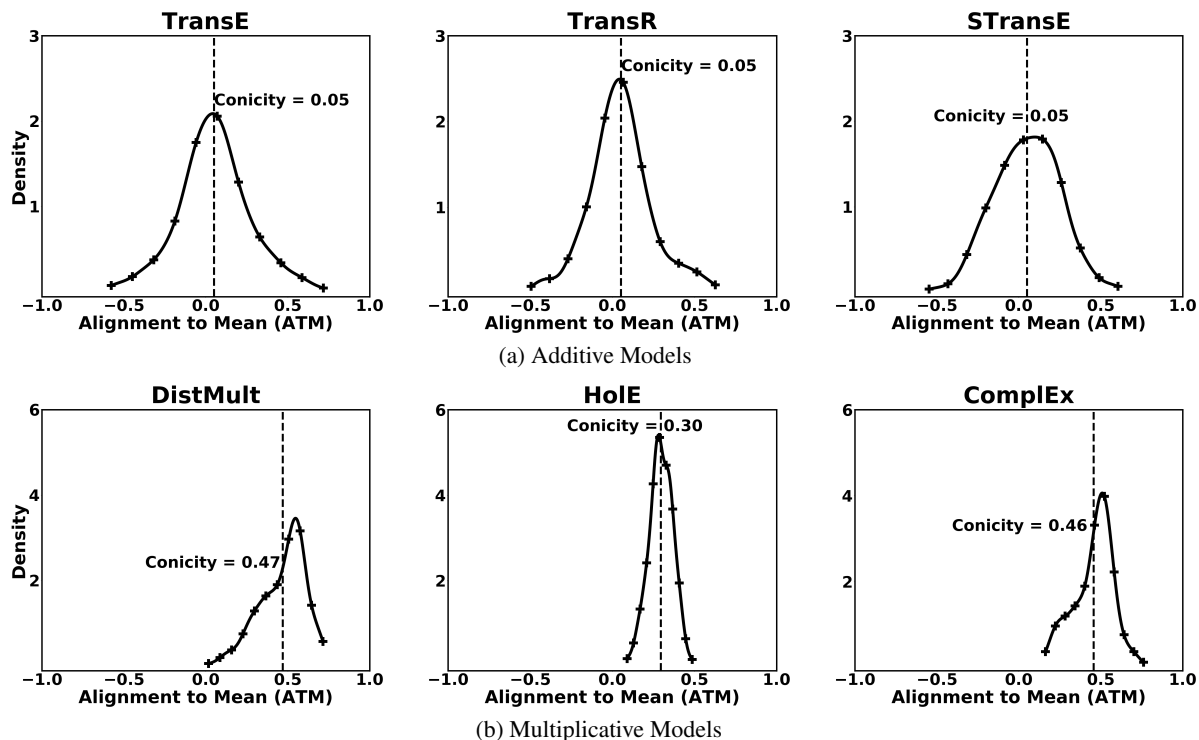 TransE
TransR
STransE
3
2
1
Density
Conicity = 0.05
−1.0
−0.5
0.0
0.5
1.0
Alignment to Mean (ATM)
3
2
1
Conicity = 0.05
−1.0
−0.5
0.0
0.5
1.0
Alignment to Mean (ATM)
3
2
1
Conicity = 0.05
−1.0
−0.5
0.0
0.5
1.0
Alignment to Mean (ATM)
(a) Additive Models
DistMult
HolE
ComplEx
6
4
2
Density
Conicity = 0.47
−1.0
−0.5
0.0
0.5
1.0
Alignment to Mean (ATM)
6
4
2
Conicity = 0.30
−1.0
−0.5
0.0
0.5
1.0
Alignment to Mean (ATM)
6
4
2
Conicity = 0.46
−1.0
−0.5
0.0
0.5
1.0
Alignment to Mean (ATM)
(b) Multiplicative Models